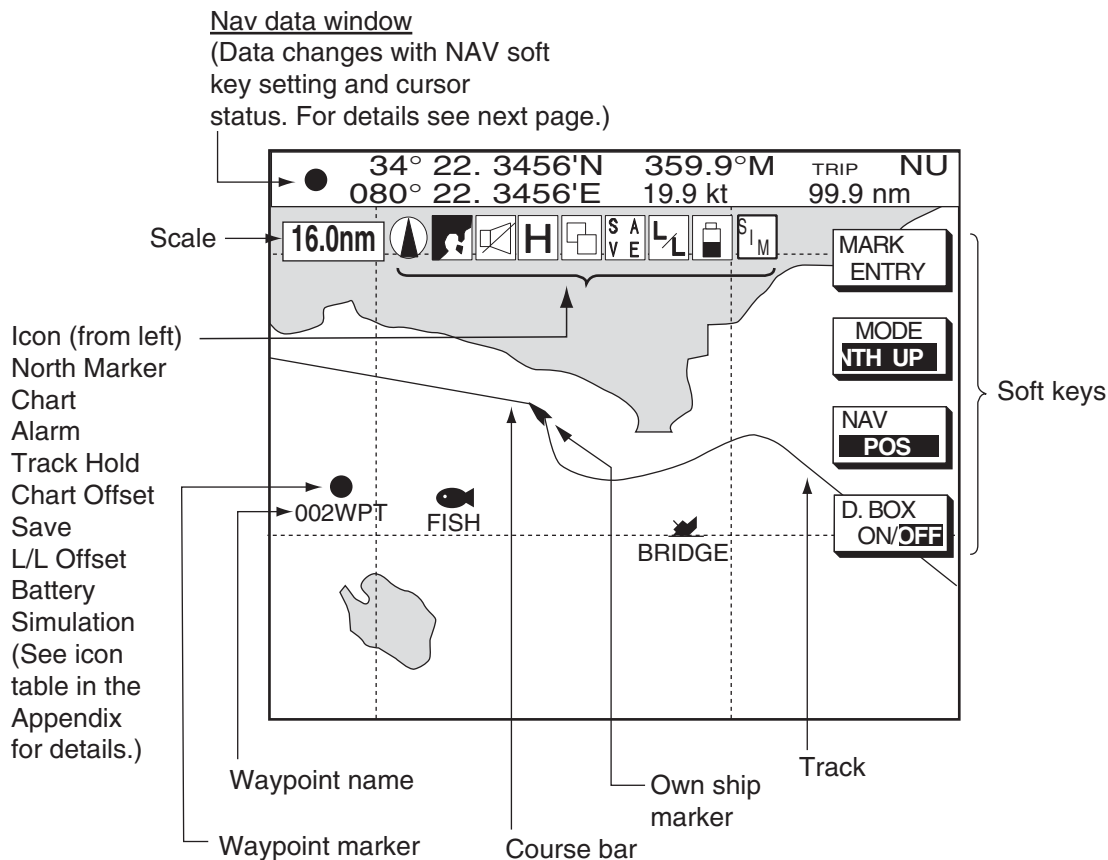 Nav data window
(Data changes with NAV soft
key setting and cursor
status. For details see next page.)
34° 22. 3456'N 359.9°M TRIP NU
080° 22. 3456'E 19.9 kt 99.9 nm
Scale
16.0nm
H
S A
V E
L/L
SIM
MARK
ENTRY
MODE
NTH UP
NAV
POS
D. BOX
ON/OFF
Soft keys
Icon (from left)
North Marker
Chart
Alarm
Track Hold
Chart Offset
Save
L/L Offset
Battery
Simulation
(See icon
table in the
Appendix
for details.)
002WPT
FISH
BRIDGE
Waypoint name
Waypoint marker
Course bar
Own ship
marker
Track